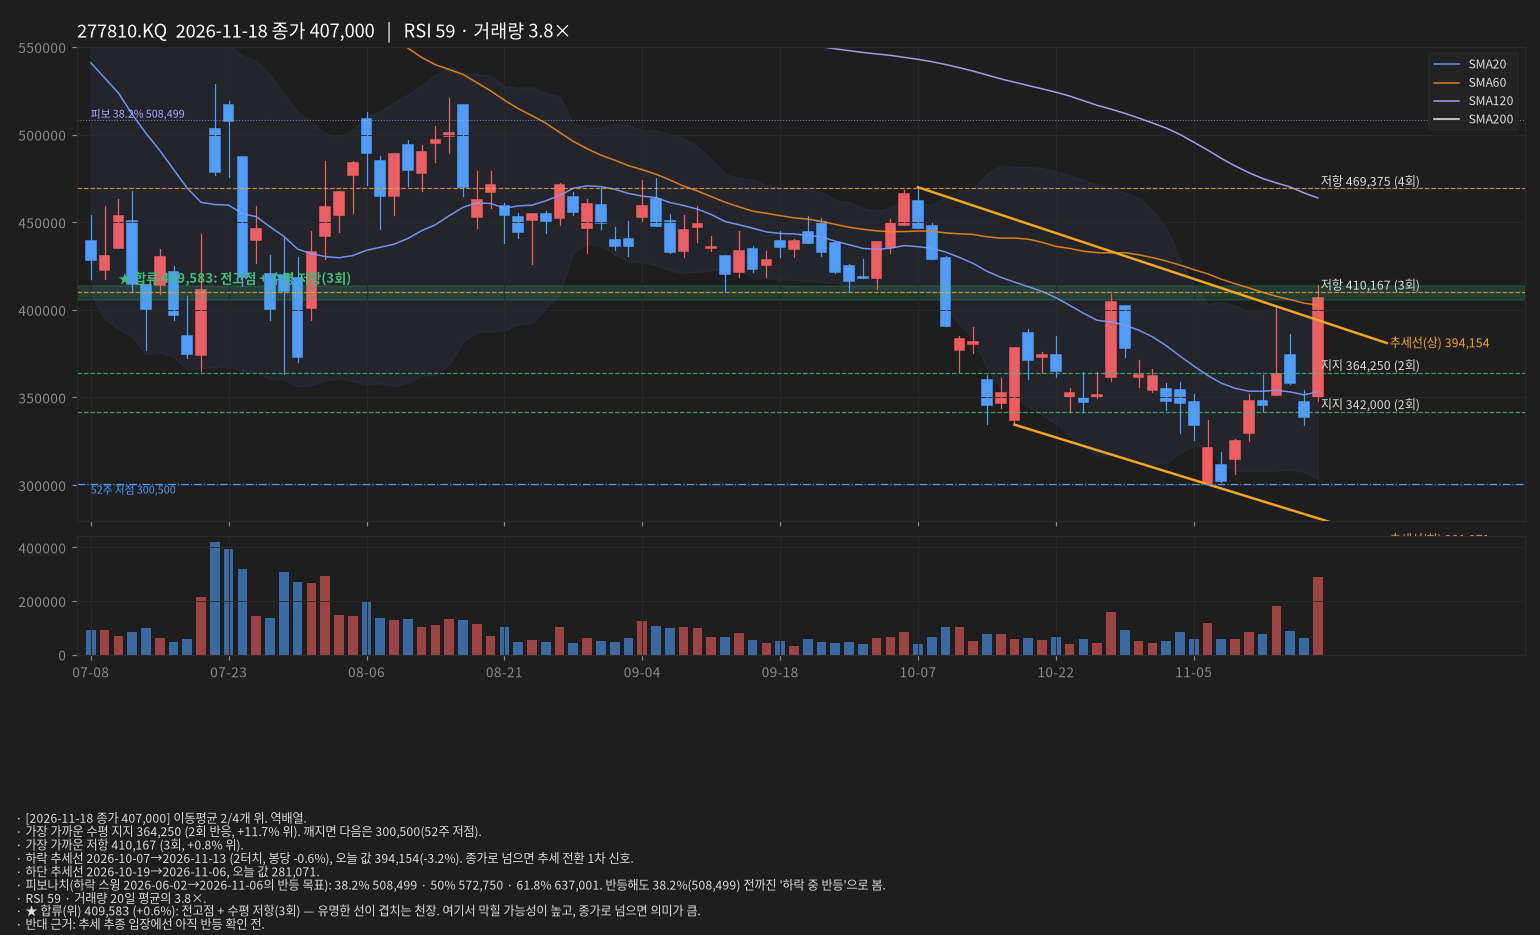 277810.KQ 2026-11-18 종가 407,000 | RSI 59 · 거래량 3.8×
550000
500000
450000
400000
350000
300000
SMA20
SMA60
SMA120
SMA200
피보 38.2% 508,499
저항 469,375 (4회)
★ 합류 409,583: 전고점 + 수평 저항(3회)
저항 410,167 (3회)
추세선(상) 394,154
지지 364,250 (2회)
지지 342,000 (2회)
52주 저점 300,500
400000
200000
0
07-08 07-23 08-06 08-21 09-04 09-18 10-07 10-22 11-05
· [2026-11-18 종가 407,000] 이동평균 2/4개 위. 역배열.
· 가장 가까운 수평 지지 364,250 (2회 반응, +11.7% 위). 깨지면 다음은 300,500(52주 저점).
· 가장 가까운 저항 410,167 (3회, +0.8% 위).
· 하락 추세선 2026-10-07→2026-11-13 (2터치, 봉당 -0.6%), 오늘 값 394,154(-3.2%). 종가로 넘으면 추세 전환 1차 신호.
· 하단 추세선 2026-10-19→2026-11-06, 오늘 값 281,071.
· 피보나치(하락 스윙 2026-06-02→2026-11-06의 반등 목표): 38.2% 508,499 · 50% 572,750 · 61.8% 637,001. 반등해도 38.2%(508,499) 전까진 '하락 중 반등'으로 봄.
· RSI 59 · 거래량 20일 평균의 3.8×.
· ★ 합류(위) 409,583 (+0.6%): 전고점 + 수평 저항(3회) — 유명한 선이 겹치는 천장. 여기서 막힐 가능성이 높고, 종가로 넘으면 의미가 큼.
· 반대 근거: 추세 추종 입장에선 아직 반등 확인 전.